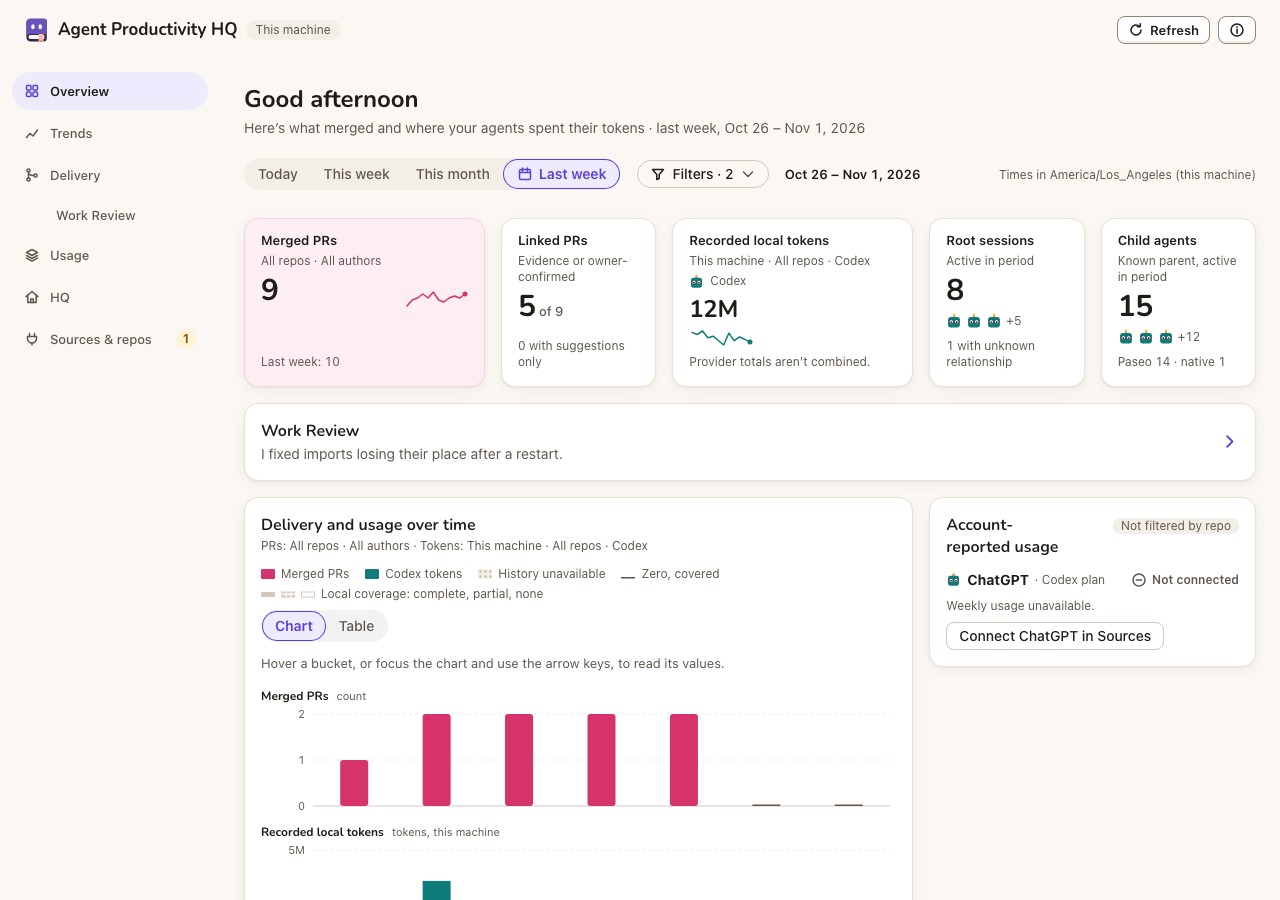 Agent Productivity HQ
This machine
Refresh
Overview
Trends
Delivery
Work Review
Usage
HQ
Sources & repos
1
Good afternoon
Here’s what merged and where your agents spent their tokens · last week, Oct 26 – Nov 1, 2026
Today
This week
This month
Last week
Filters · 2
Oct 26 – Nov 1, 2026
Times in America/Los_Angeles (this machine)
Merged PRs
All repos · All authors
9
Last week: 10
Linked PRs
Evidence or owner-
confirmed
5 of 9
0 with suggestions
only
Recorded local tokens
This machine · All repos · Codex
Codex
12M
Provider totals aren’t combined.
Root sessions
Active in period
8
+5
1 with unknown
relationship
Child agents
Known parent, active
in period
15
+12
Paseo 14 · native 1
Work Review
I fixed imports losing their place after a restart.
Delivery and usage over time
PRs: All repos · All authors · Tokens: This machine · All repos · Codex
Merged PRs
Codex tokens
History unavailable
Zero, covered
Local coverage: complete, partial, none
Chart
Table
Hover a bucket, or focus the chart and use the arrow keys, to read its values.
Merged PRs count
2
1
0
Recorded local tokens tokens, this machine
5M
Account-
reported usage
Not filtered by repo
ChatGPT · Codex plan
Not connected
Weekly usage unavailable.
Connect ChatGPT in Sources